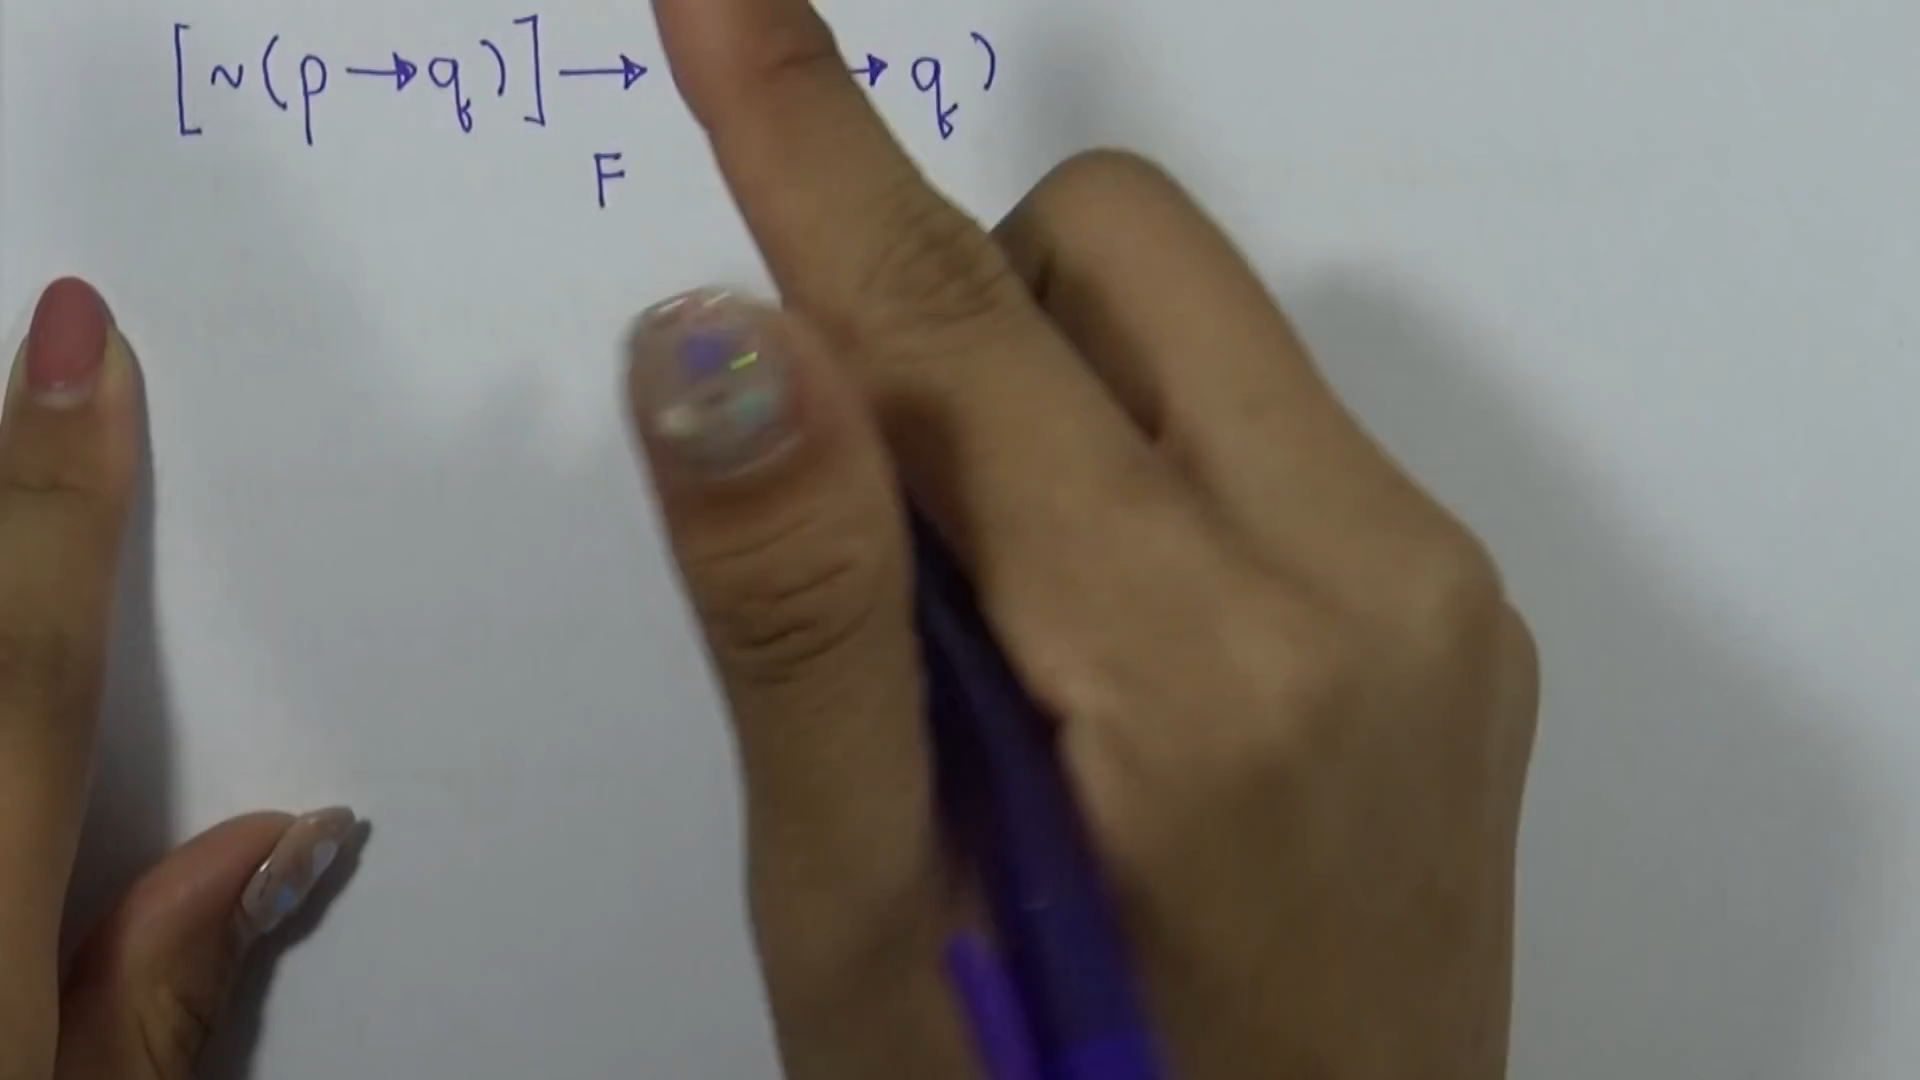 [~(p→q)]→ → q)
F